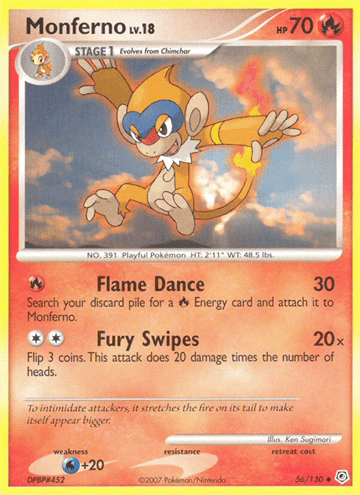 Monferno LV.18 HP 70
STAGE 1 Evolves from Chimchar
NO. 391 Playful Pokémon HT: 2'11" WT: 48.5 lbs.
Flame Dance 30
Search your discard pile for a Energy card and attach it to
Monferno.
Fury Swipes 20x
Flip 3 coins. This attack does 20 damage times the number of
heads.
To intimidate attackers, it stretches the fire on its tail to make
itself appear bigger.
Illus. Ken Sugimori
weakness resistance retreat cost
+20
DPBP#452 ©2007 Pokémon/Nintendo 56/130